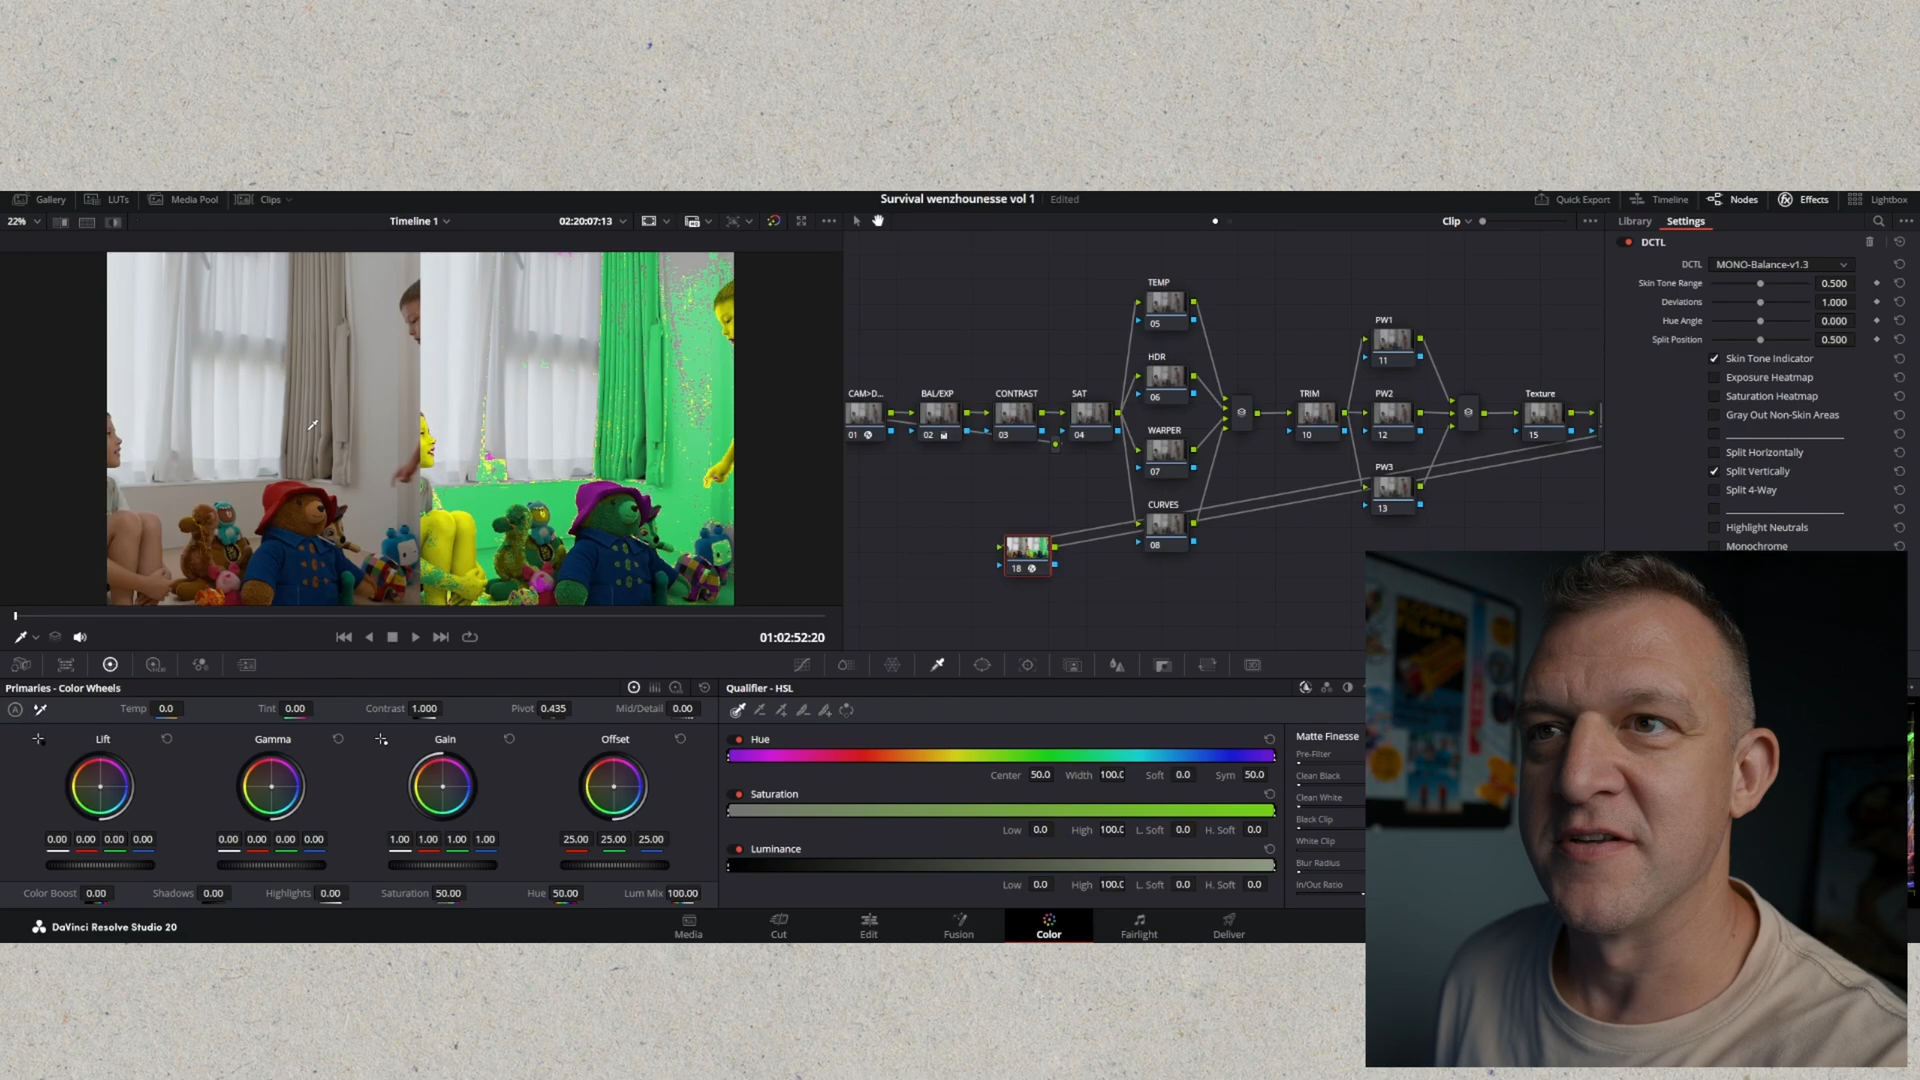 Gallery LUTs Media Pool Clips Survival wenzhounesse vol 1 Edited Quick Export Timeline Nodes Effects Lightbox
22% Timeline 1 02:20:07:13 Clip Library Settings
DCTL
DCTL MONO-Balance-v1.3
Skin Tone Range 0.500
Deviations 1.000
Hue Angle 0.000
Split Position 0.500
Skin Tone Indicator
Exposure Heatmap
Saturation Heatmap
Gray Out Non-Skin Areas
Split Horizontally
Split Vertically
Split 4-Way
Highlight Neutrals
Monochrome
TEMP
05
HDR
06
PW1
11
CAM>D... BAL/EXP CONTRAST SAT TRIM PW2 Texture
01 02 03 04 10 12 15
WARPER
07
PW3
13
CURVES
08
18
01:02:52:20
Primaries - Color Wheels Qualifier - HSL
A Temp 0.0 Tint 0.00 Contrast 1.000 Pivot 0.435 Mid/Detail 0.00
Lift Gamma Gain Offset Hue Matte Finesse
Pre-Filter
Center 50.0 Width 100.0 Soft 0.0 Sym 50.0 Clean Black
Saturation Clean White
Black Clip
Low 0.0 High 100.0 L. Soft 0.0 H. Soft 0.0
0.00 0.00 0.00 0.00 0.00 0.00 0.00 0.00 1.00 1.00 1.00 1.00 25.00 25.00 25.00 White Clip
Luminance
Blur Radius
Low 0.0 High 100.0 L. Soft 0.0 H. Soft 0.0 In/Out Ratio
Color Boost 0.00 Shadows 0.00 Highlights 0.00 Saturation 50.00 Hue 50.00 Lum Mix 100.00
DaVinci Resolve Studio 20 Media Cut Edit Fusion Color Fairlight Deliver